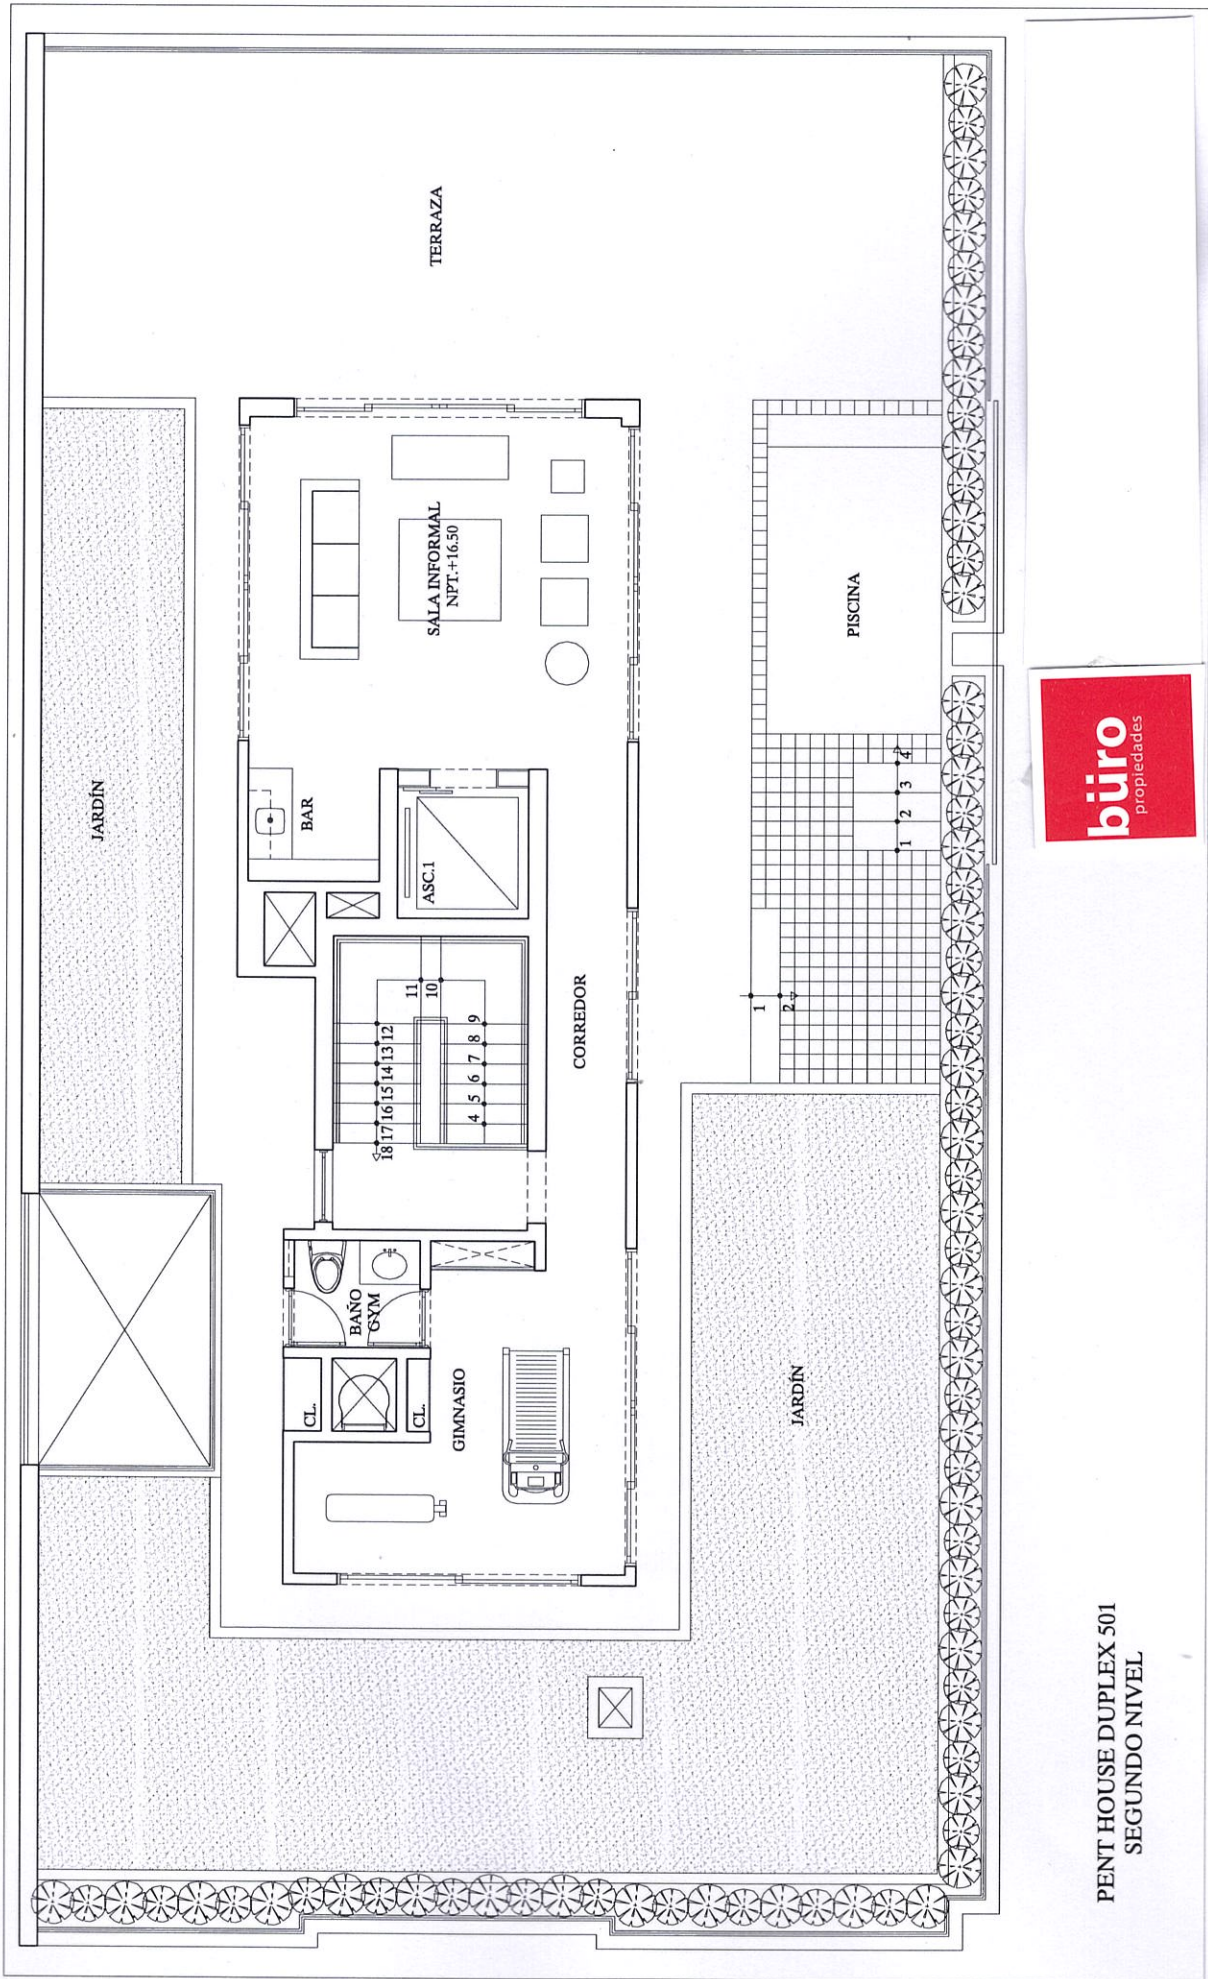 TERRAZA
JARDÍN
SALA INFORMAL
NPT.+16.50
PISCINA
BAR
ASC.1
1 2 3 4
11
10
18 17 16 15 14 13 12
4 5 6 7 8 9
CORREDOR
1
2
BAÑO
GYM
CL.
CL.
GIMNASIO
JARDÍN
büro
propiedades
PENT HOUSE DUPLEX 501
SEGUNDO NIVEL